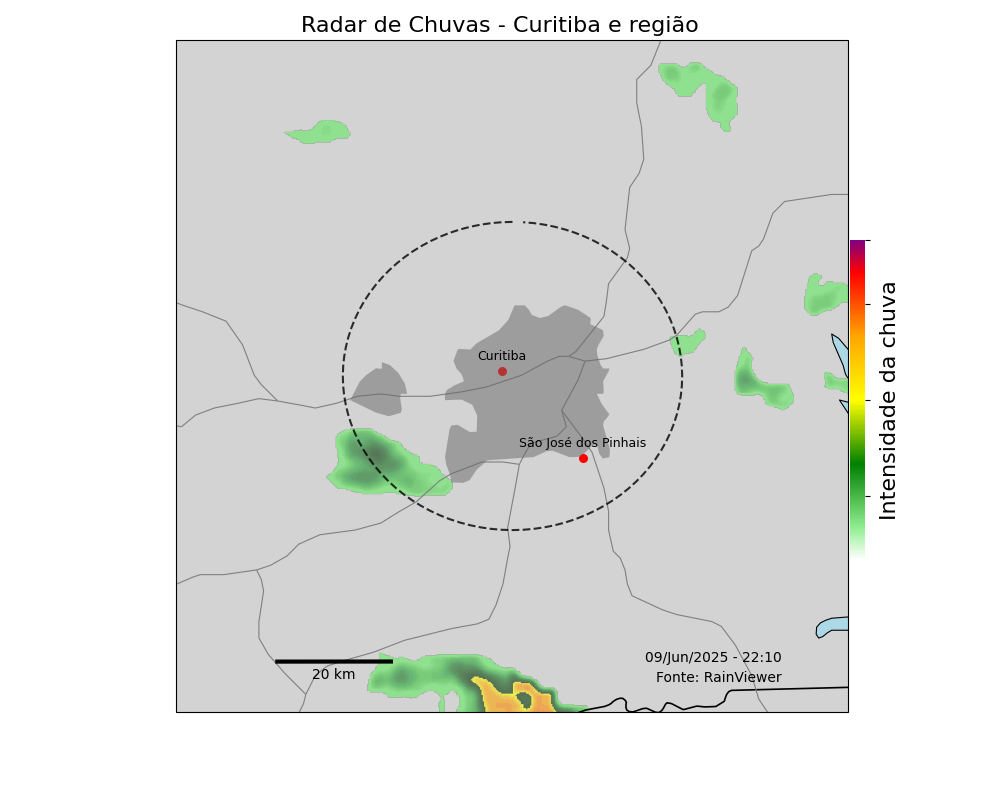 Radar de Chuvas - Curitiba e região
Curitiba
São José dos Pinhais
Intensidade da chuva
20 km
09/Jun/2025 - 22:10
Fonte: RainViewer